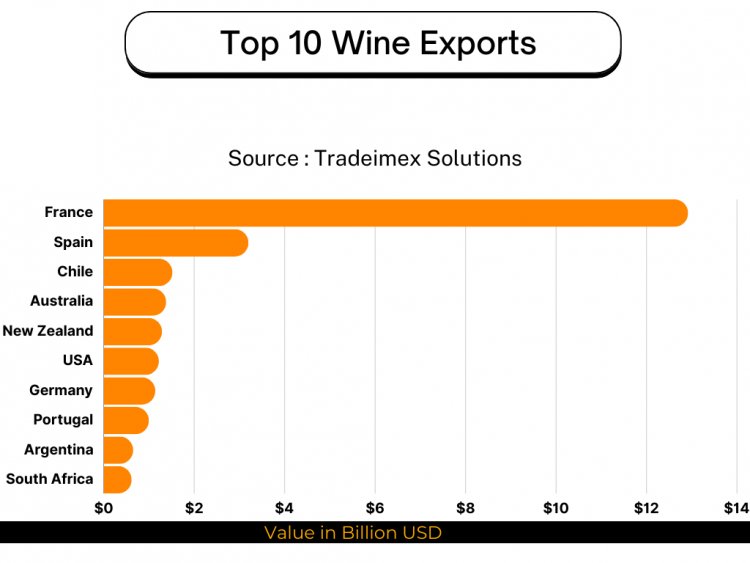 Top 10 Wine Exports
Source : Tradeimex Solutions
France
Spain
Chile
Australia
New Zealand
USA
Germany
Portugal
Argentina
South Africa
$0 $2 $4 $6 $8 $10 $12 $14
Value in Billion USD